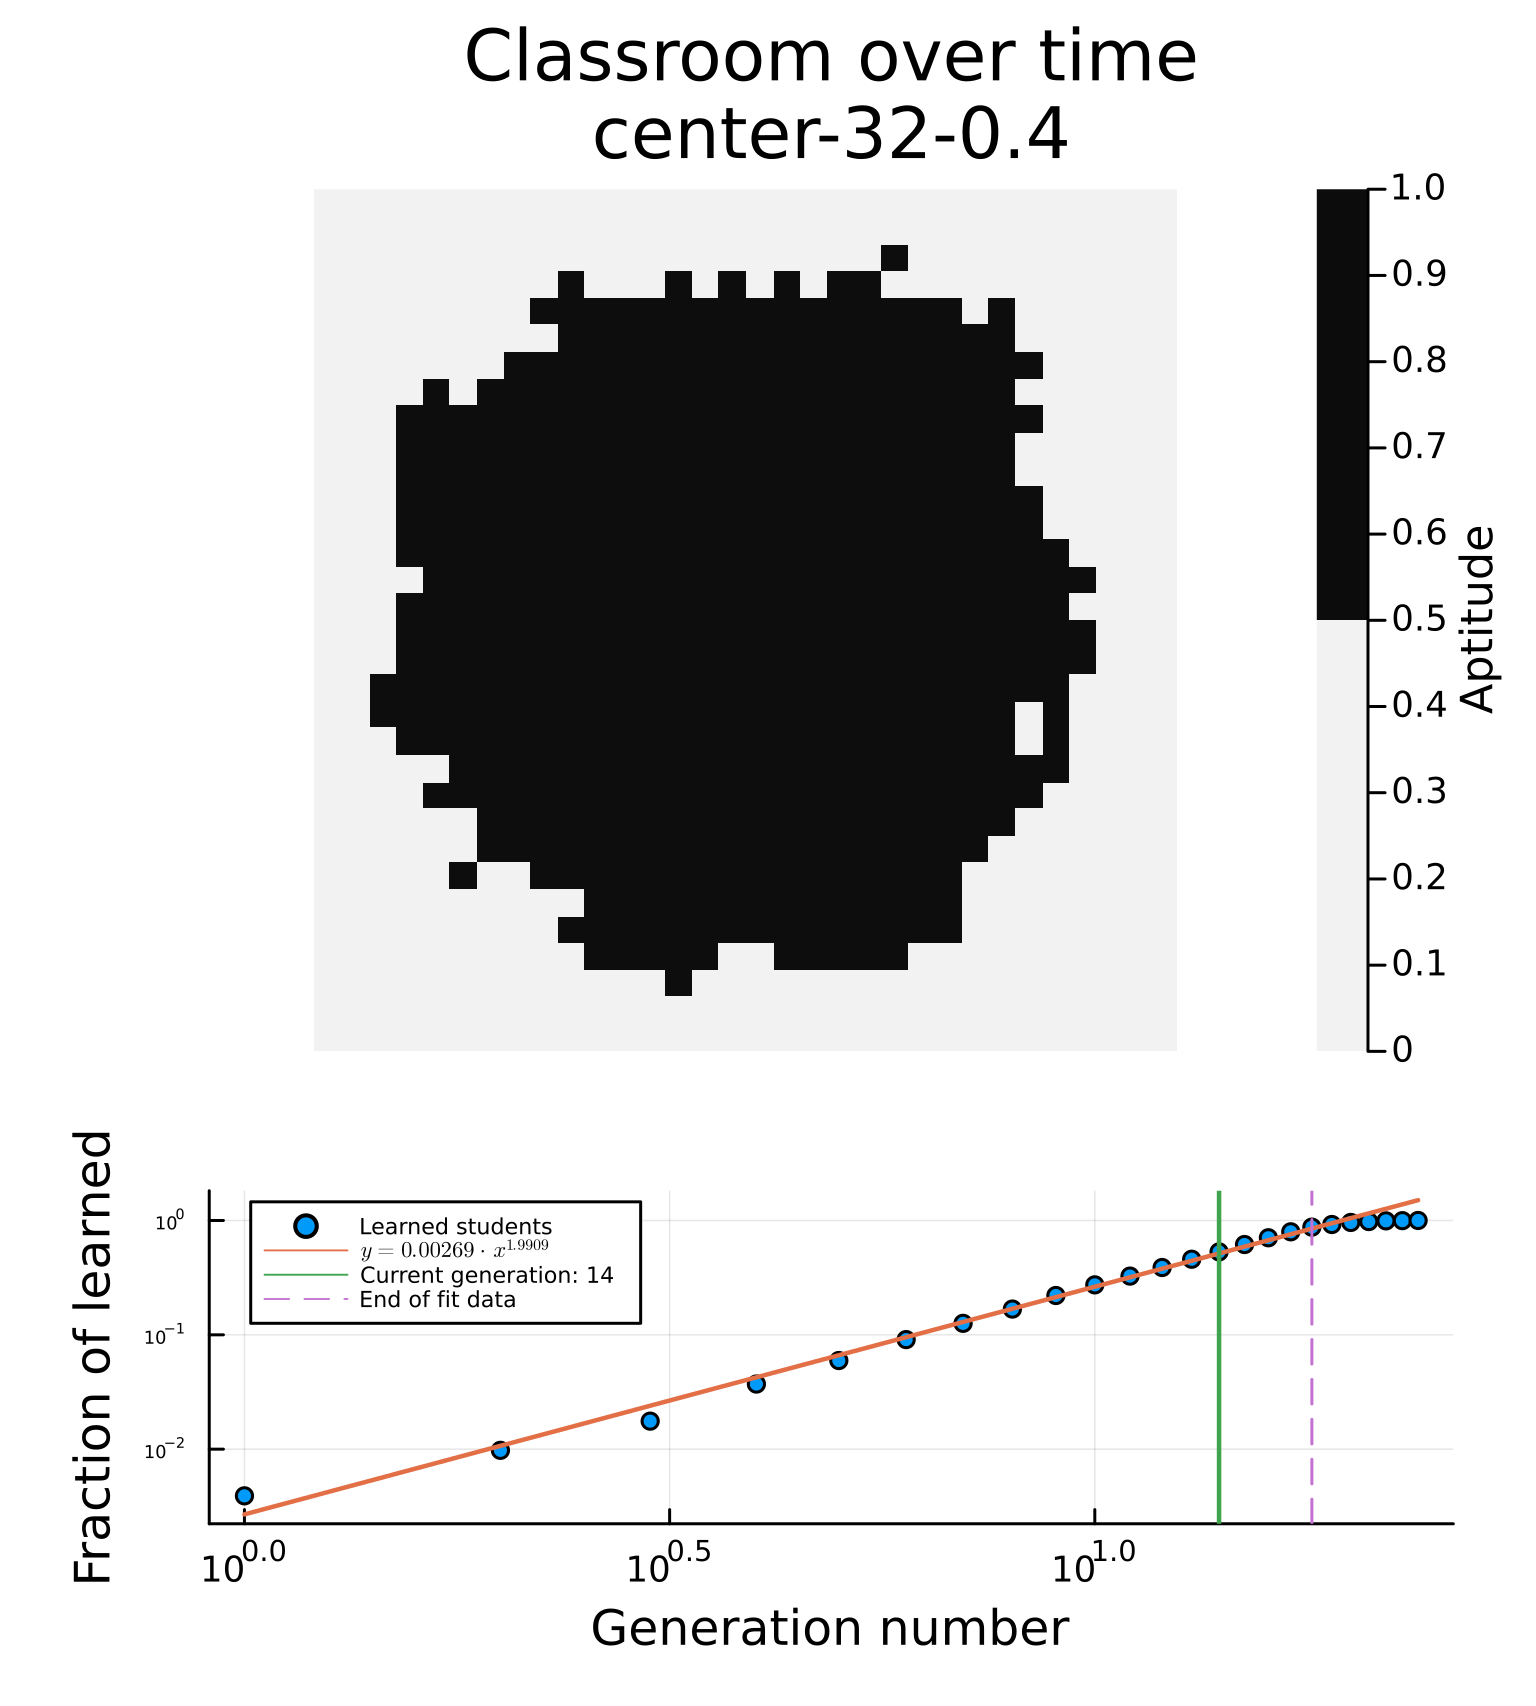 Classroom over time
center-32-0.4
1.0
0.9
0.8
0.7
0.6
0.5
0.4
0.3
0.2
0.1
0
Aptitude
Fraction of learned
10⁰
10⁻¹
10⁻²
Learned students
y = 0.00269 · x^1.9909
Current generation: 14
End of fit data
10^0.0
10^0.5
10^1.0
Generation number